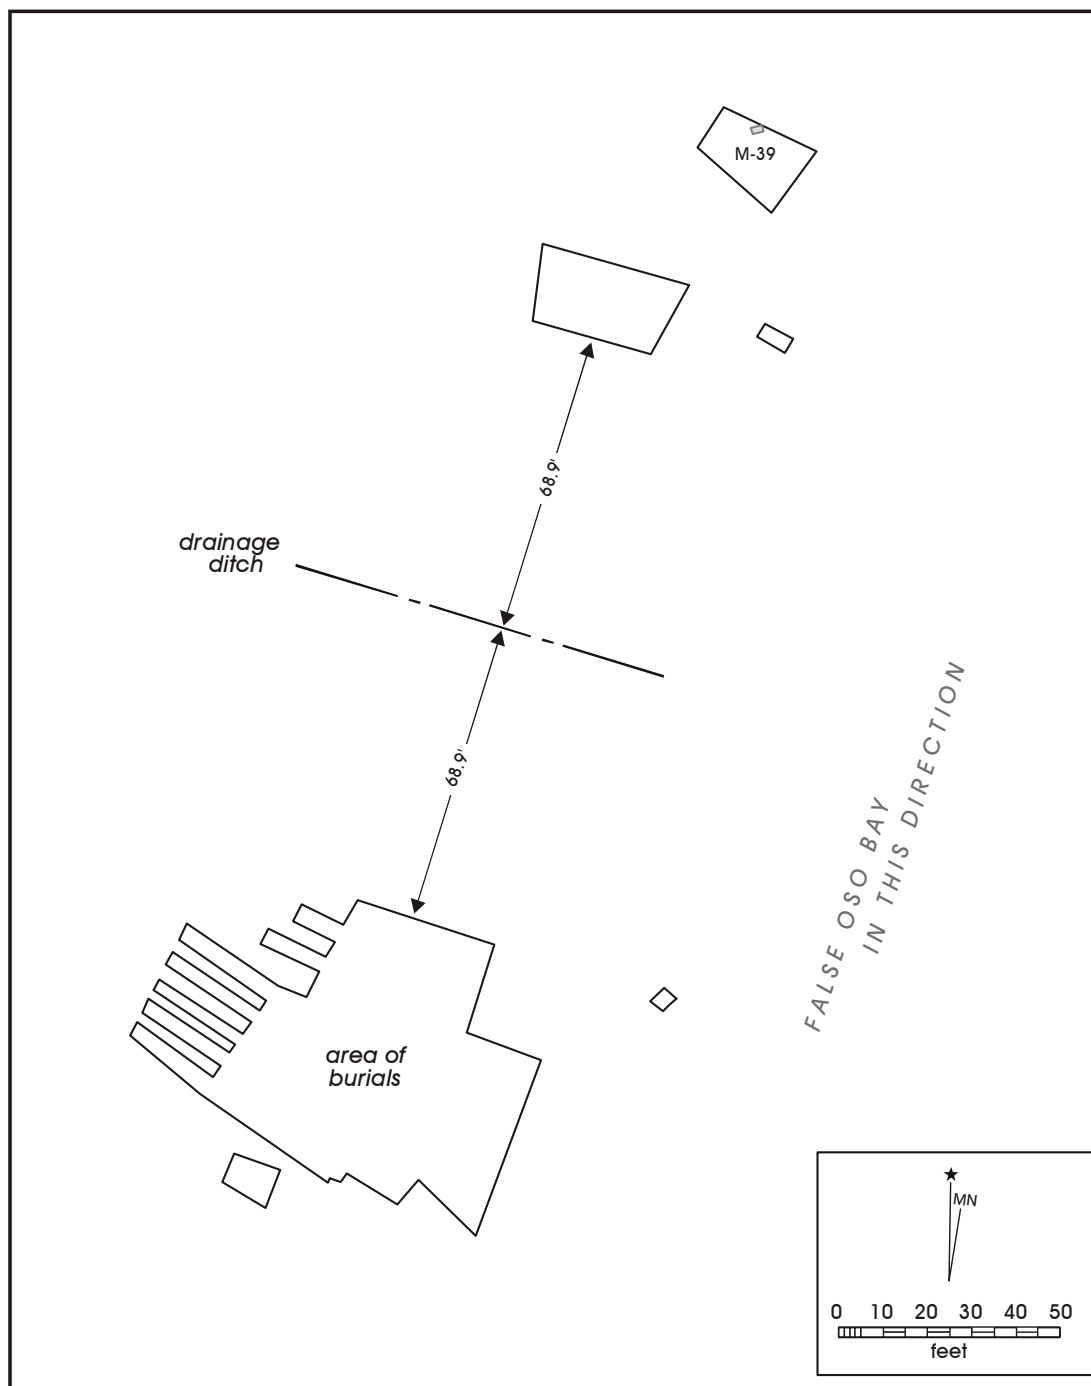 M-39
68.9'
drainage
ditch
68.9'
FALSE OSO BAY
IN THIS DIRECTION
area of
burials
MN
0 10 20 30 40 50
feet